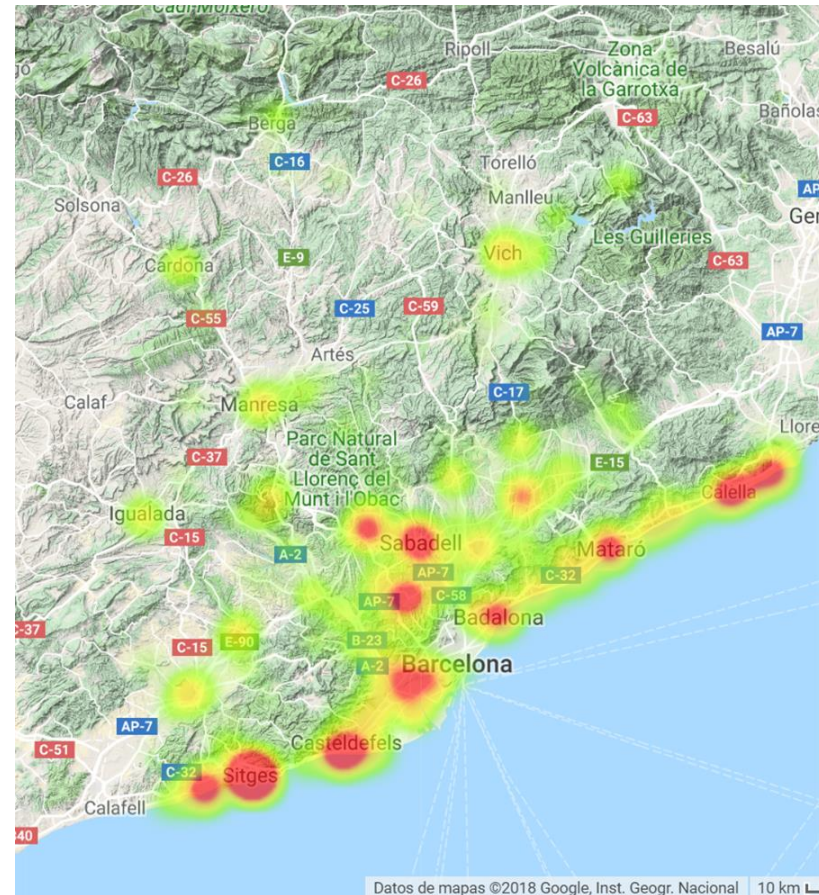 Cadí-Moixeró
Ripoll
Zona
Volcànica de
la Garrotxa
Besalú
C-26
Berga
C-63
Bañolas
C-16
Torelló
C-26
Manlleu
AP
Solsona
Ger
Les Guilleries
Vich
Cardona
E-9
C-63
C-25
C-59
C-55
AP-7
Artés
C-17
Calaf
Manresa
Llore
Parc Natural
de Sant
Llorenç del
Munt i l'Obac
C-37
E-15
Calella
Igualada
C-15
Sabadell
A-2
Mataró
AP-7
C-32
AP-7
C-58
Badalona
C-37
C-15
E-90
B-23
A-2
Barcelona
AP-7
C-51
Casteldefels
C-32
Sitges
Calafell
340
Datos de mapas ©2018 Google, Inst. Geogr. Nacional
10 km